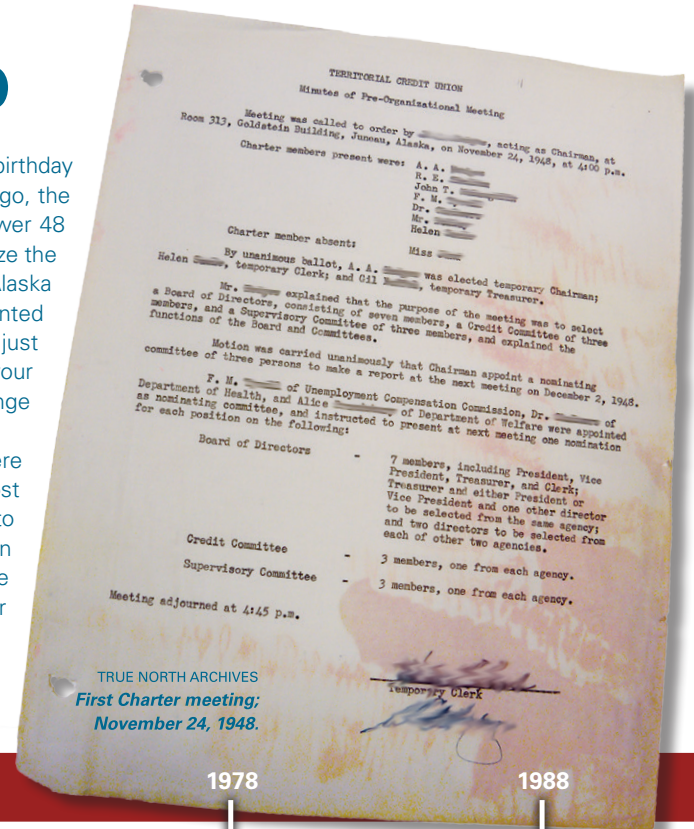 birthday
go, the
wer 48
ze the
laska
nted
just
our
nge
re
st
to
n
e
r
TERRITORIAL CREDIT UNION
Minutes of Pre-Organizational Meeting
Meeting was called to order by , acting as Chairman, at
Room 313, Goldstein Building, Juneau, Alaska, on November 24, 1948, at 4:00 p.m.
Charter members present were: A. A.
R. E.
John T.
F. M.
Dr.
Mr.
Helen
Charter member absent: Miss
By unanimous ballot, A. A. was elected temporary Chairman;
Helen , temporary Clerk; and Gil , temporary Treasurer.
Mr. explained that the purpose of the meeting was to select
a Board of Directors, consisting of seven members, a Credit Committee of three
members, and a Supervisory Committee of three members, and explained the
functions of the Board and Committees.
Motion was carried unanimously that Chairman appoint a nominating
committee of three persons to make a report at the next meeting on December 2, 1948.
F. M. of Unemployment Compensation Commission, Dr. of
Department of Health, and Alice of Department of Welfare were appointed
as nominating committee, and instructed to present at next meeting one nomination
for each position on the following:
Board of Directors - 7 members, including President, Vice
President, Treasurer, and Clerk;
Treasurer and either President or
Vice President and one other director
to be selected from the same agency;
and two directors to be selected from
each of other two agencies.
Credit Committee - 3 members, one from each agency.
Supervisory Committee - 3 members, one from each agency.
Meeting adjourned at 4:45 p.m.
Temporary Clerk
TRUE NORTH ARCHIVES
First Charter meeting;
November 24, 1948.
1978 1988